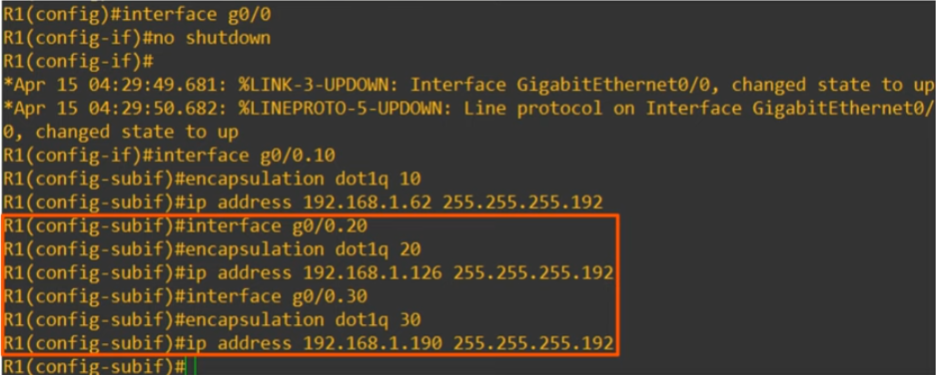 R1(config)#interface g0/0
R1(config-if)#no shutdown
R1(config-if)#
*Apr 15 04:29:49.681: %LINK-3-UPDOWN: Interface GigabitEthernet0/0, changed state to up
*Apr 15 04:29:50.682: %LINEPROTO-5-UPDOWN: Line protocol on Interface GigabitEthernet0/
0, changed state to up
R1(config-if)#interface g0/0.10
R1(config-subif)#encapsulation dot1q 10
R1(config-subif)#ip address 192.168.1.62 255.255.255.192
R1(config-subif)#interface g0/0.20
R1(config-subif)#encapsulation dot1q 20
R1(config-subif)#ip address 192.168.1.126 255.255.255.192
R1(config-subif)#interface g0/0.30
R1(config-subif)#encapsulation dot1q 30
R1(config-subif)#ip address 192.168.1.190 255.255.255.192
R1(config-subif)#